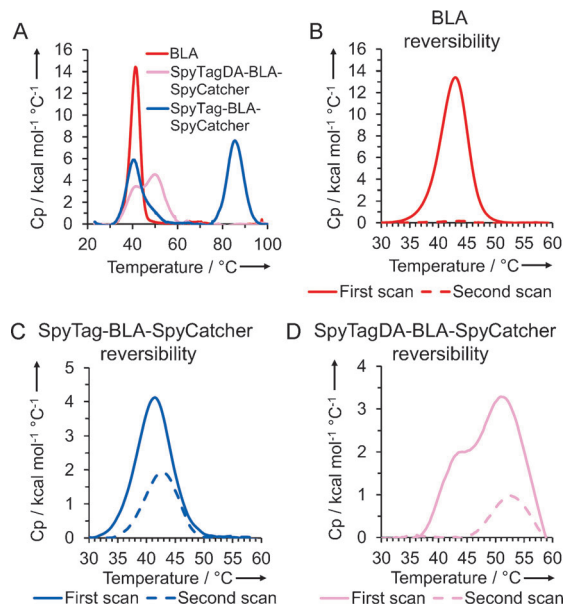 A
Cp / kcal mol⁻¹ °C⁻¹
16
14
12
10
8
6
4
2
0
20 40 60 80 100
Temperature / °C
BLA
SpyTagDA-BLA-
SpyCatcher
SpyTag-BLA-
SpyCatcher
B
BLA
reversibility
Cp / kcal mol⁻¹ °C⁻¹
16
14
12
10
8
6
4
2
0
30 35 40 45 50 55 60
Temperature / °C
First scan Second scan
C
SpyTag-BLA-SpyCatcher
reversibility
Cp / kcal mol⁻¹ °C⁻¹
5
4
3
2
1
0
30 35 40 45 50 55 60
Temperature / °C
First scan Second scan
D
SpyTagDA-BLA-SpyCatcher
reversibility
Cp / kcal mol⁻¹ °C⁻¹
4
3
2
1
0
30 35 40 45 50 55 60
Temperature / °C
First scan Second scan